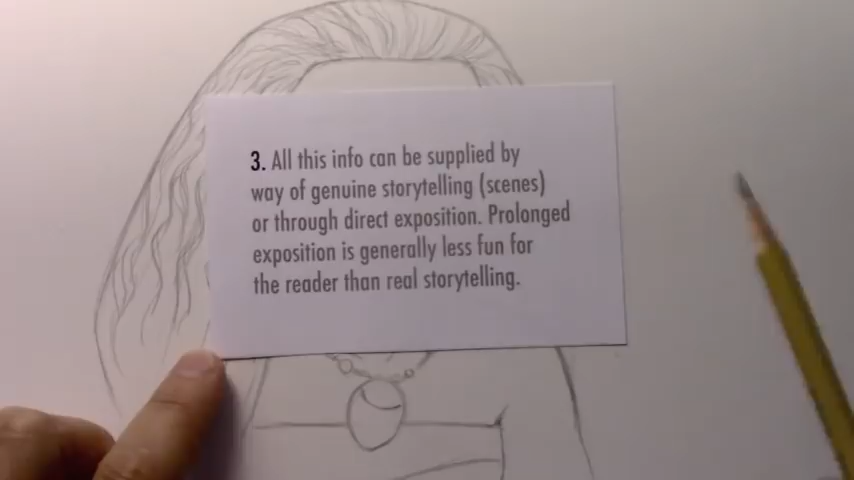 3. All this info can be supplied by
way of genuine storytelling (scenes)
or through direct exposition. Prolonged
exposition is generally less fun for
the reader than real storytelling.